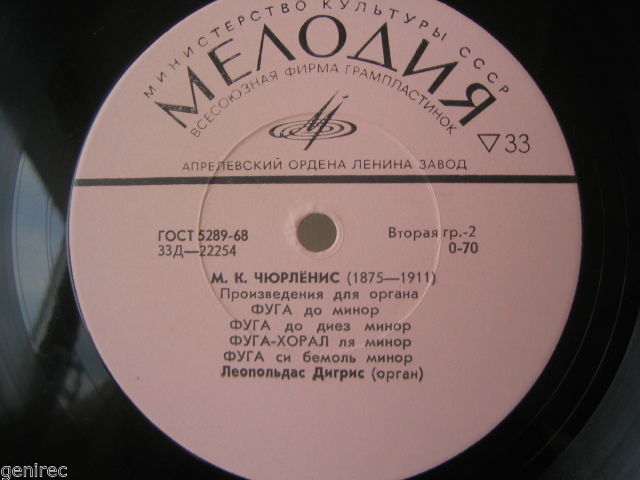 МИНИСТЕРСТВО КУЛЬТУРЫ СССР
МЕЛОДИЯ
ВСЕСОЮЗНАЯ ФИРМА ГРАМПЛАСТИНОК
▽33
АПРЕЛЕВСКИЙ ОРДЕНА ЛЕНИНА ЗАВОД
ГОСТ 5289-68
Вторая гр.-2
33Д—22254
0-70
М. К. ЧЮРЛЁНИС (1875—1911)
Произведения для органа
ФУГА до минор
ФУГА до диез минор
ФУГА-ХОРАЛ ля минор
ФУГА си бемоль минор
Леопольдас Дигрис (орган)
genirec